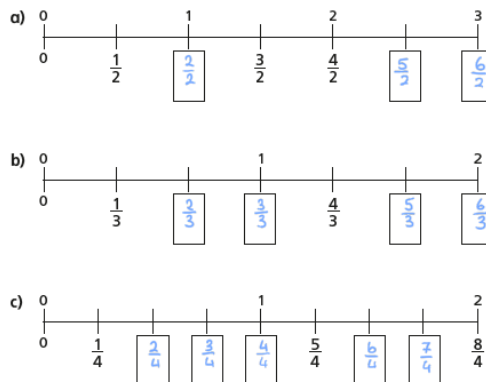 a) 0 1 2 3
0 1/2 2/2 3/2 4/2 5/2 6/2
b) 0 1 2
0 1/3 2/3 3/3 4/3 5/3 6/3
c) 0 1 2
0 1/4 2/4 3/4 4/4 5/4 6/4 7/4 8/4